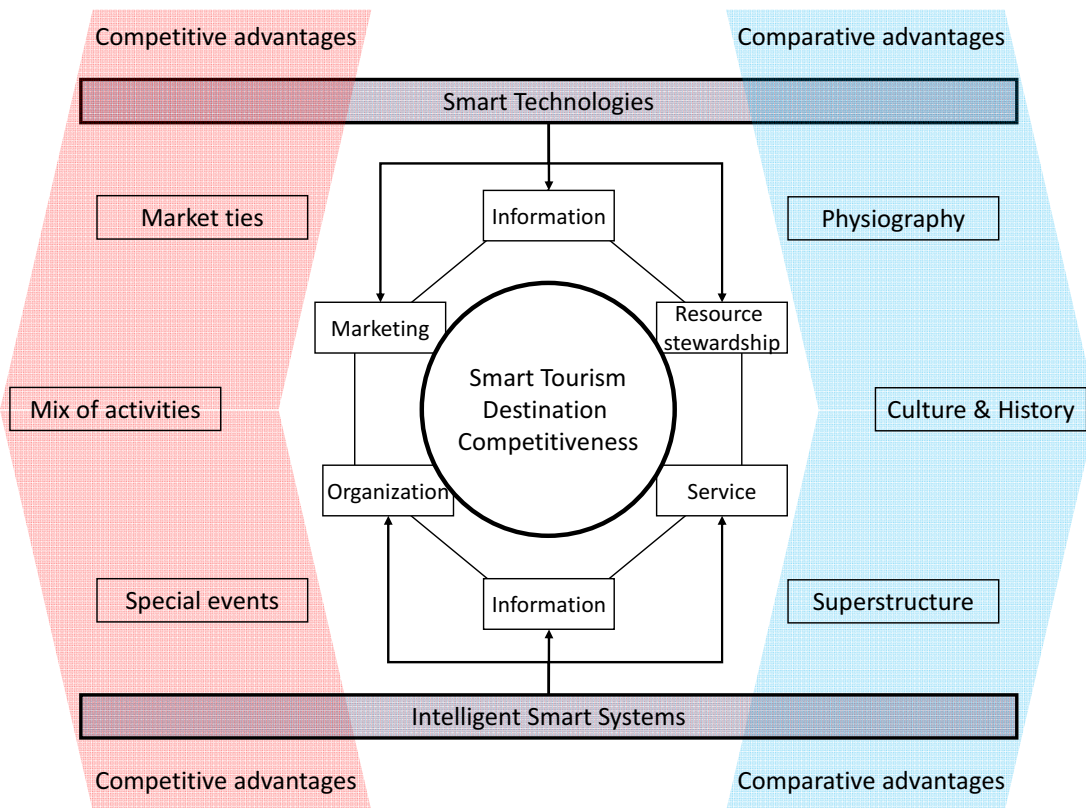 Competitive advantages
Comparative advantages
Smart Technologies
Market ties
Information
Physiography
Marketing
Resource
stewardship
Mix of activities
Smart Tourism
Destination
Competitiveness
Culture & History
Organization
Service
Special events
Information
Superstructure
Intelligent Smart Systems
Competitive advantages
Comparative advantages